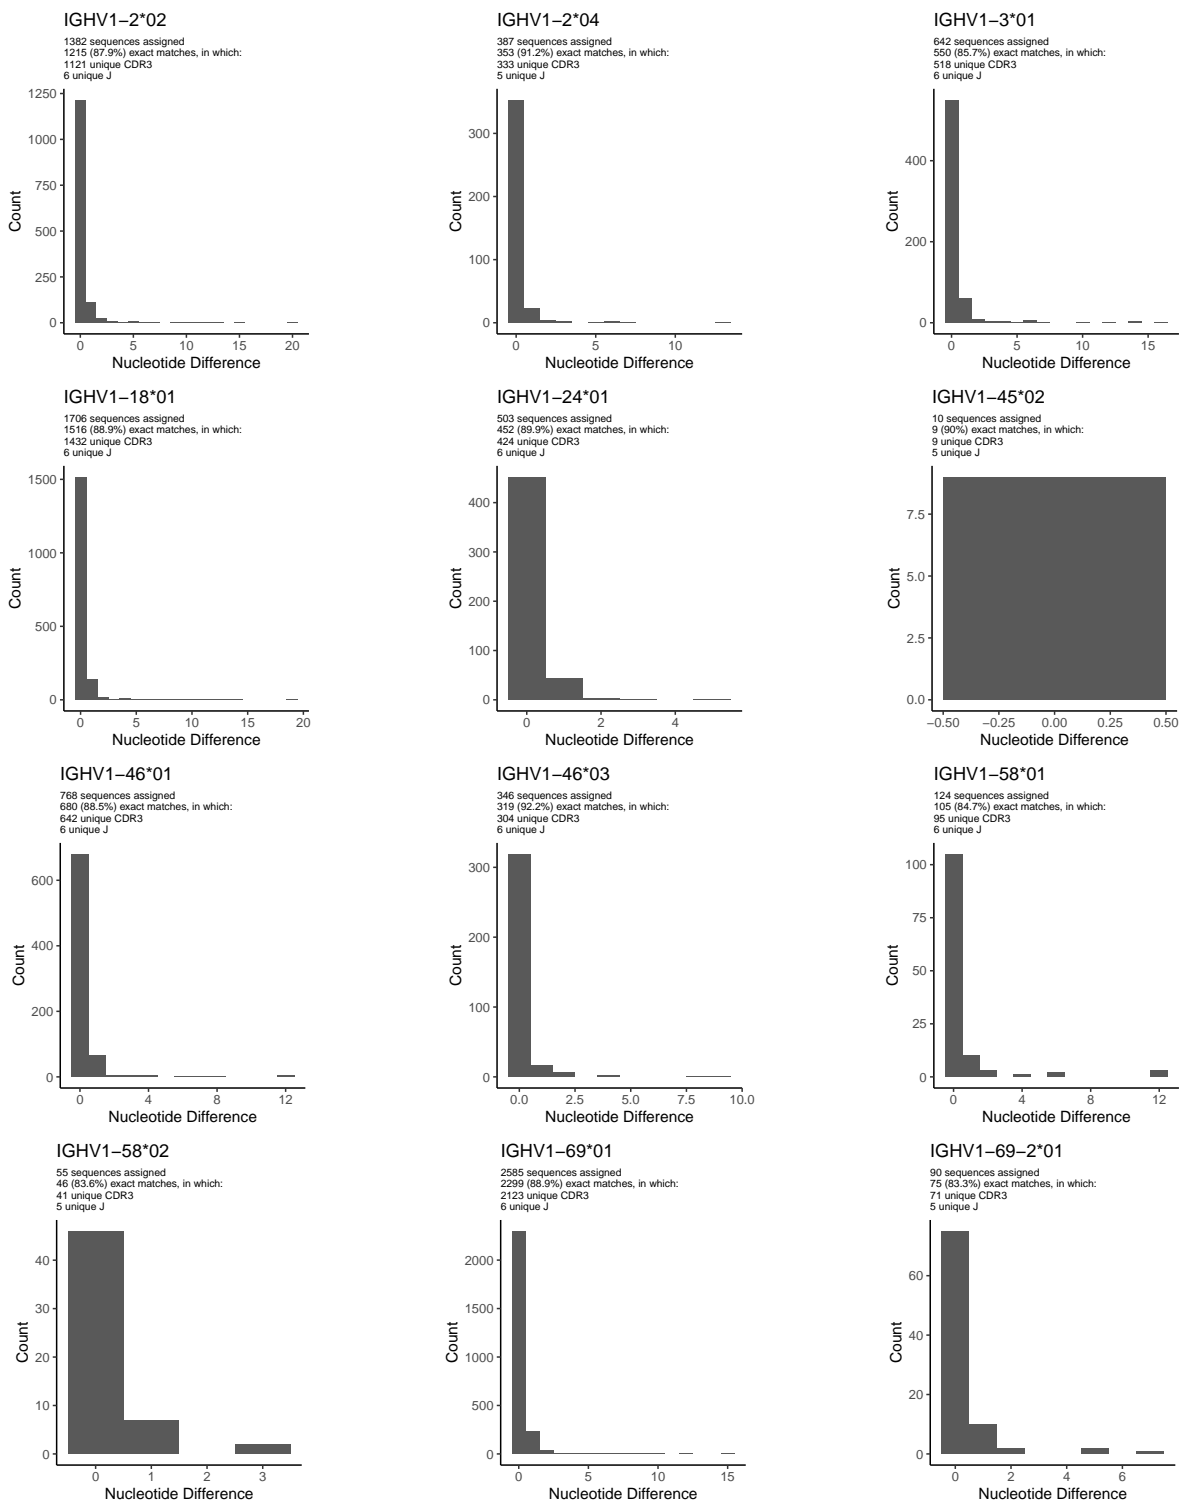 IGHV1−2*02
1382 sequences assigned
1215 (87.9%) exact matches, in which:
1121 unique CDR3
6 unique J
1250
1000
750
500
250
0
Count
0 5 10 15 20
Nucleotide Difference
IGHV1−2*04
387 sequences assigned
353 (91.2%) exact matches, in which:
333 unique CDR3
5 unique J
300
200
100
0
Count
0 5 10
Nucleotide Difference
IGHV1−3*01
642 sequences assigned
550 (85.7%) exact matches, in which:
518 unique CDR3
6 unique J
400
200
0
Count
0 5 10 15
Nucleotide Difference
IGHV1−18*01
1706 sequences assigned
1516 (88.9%) exact matches, in which:
1432 unique CDR3
6 unique J
1500
1000
500
0
Count
0 5 10 15 20
Nucleotide Difference
IGHV1−24*01
503 sequences assigned
452 (89.9%) exact matches, in which:
424 unique CDR3
6 unique J
400
300
200
100
0
Count
0 2 4
Nucleotide Difference
IGHV1−45*02
10 sequences assigned
9 (90%) exact matches, in which:
9 unique CDR3
5 unique J
7.5
5.0
2.5
0.0
Count
−0.50 −0.25 0.00 0.25 0.50
Nucleotide Difference
IGHV1−46*01
768 sequences assigned
680 (88.5%) exact matches, in which:
642 unique CDR3
6 unique J
600
400
200
0
Count
0 4 8 12
Nucleotide Difference
IGHV1−46*03
346 sequences assigned
319 (92.2%) exact matches, in which:
304 unique CDR3
6 unique J
300
200
100
0
Count
0.0 2.5 5.0 7.5 10.0
Nucleotide Difference
IGHV1−58*01
124 sequences assigned
105 (84.7%) exact matches, in which:
95 unique CDR3
6 unique J
100
75
50
25
0
Count
0 4 8 12
Nucleotide Difference
IGHV1−58*02
55 sequences assigned
46 (83.6%) exact matches, in which:
41 unique CDR3
5 unique J
40
30
20
10
0
Count
0 1 2 3
Nucleotide Difference
IGHV1−69*01
2585 sequences assigned
2299 (88.9%) exact matches, in which:
2123 unique CDR3
6 unique J
2000
1500
1000
500
0
Count
0 5 10 15
Nucleotide Difference
IGHV1−69−2*01
90 sequences assigned
75 (83.3%) exact matches, in which:
71 unique CDR3
5 unique J
60
40
20
0
Count
0 2 4 6
Nucleotide Difference